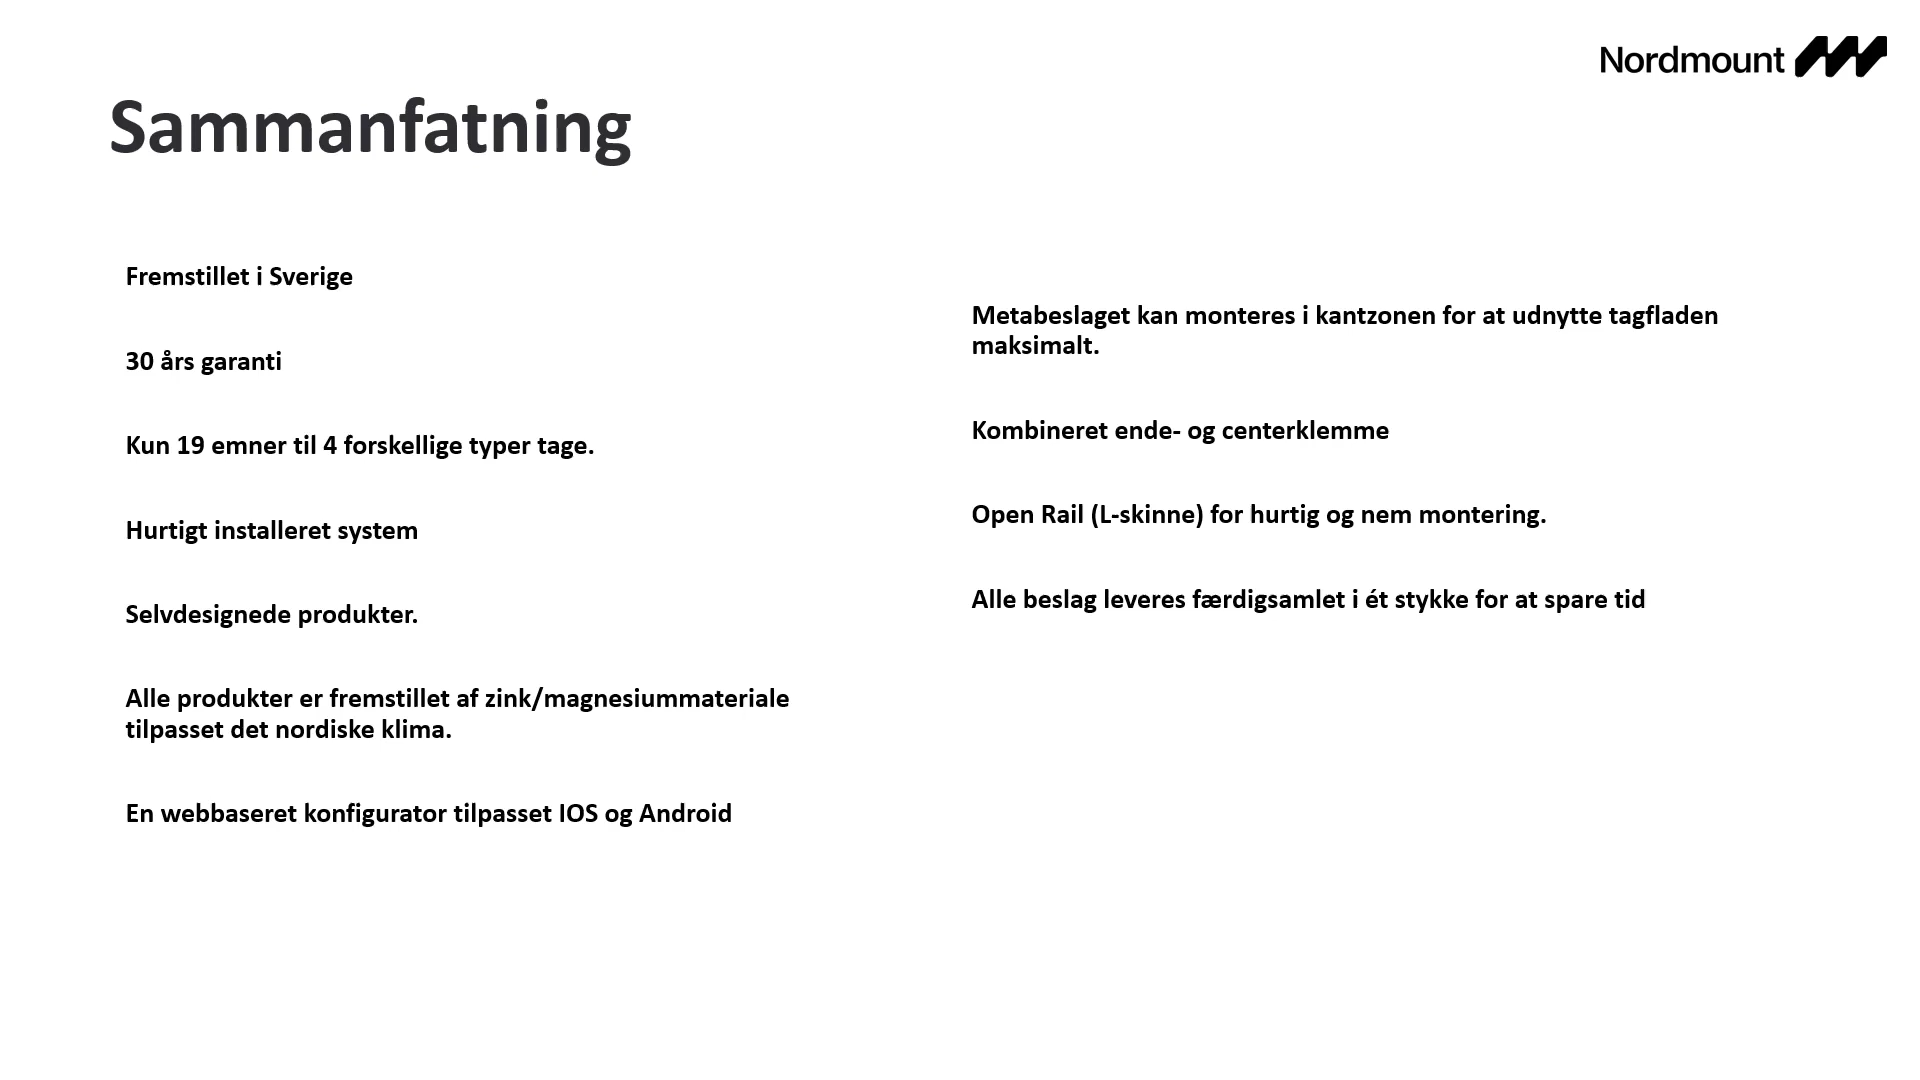 Nordmount
Sammanfatning
Fremstillet i Sverige
30 års garanti
Kun 19 emner til 4 forskellige typer tage.
Hurtigt installeret system
Selvdesignede produkter.
Alle produkter er fremstillet af zink/magnesiummateriale
tilpasset det nordiske klima.
En webbaseret konfigurator tilpasset IOS og Android
Metabeslaget kan monteres i kantzonen for at udnytte tagfladen
maksimalt.
Kombineret ende- og centerklemme
Open Rail (L-skinne) for hurtig og nem montering.
Alle beslag leveres færdigsamlet i ét stykke for at spare tid